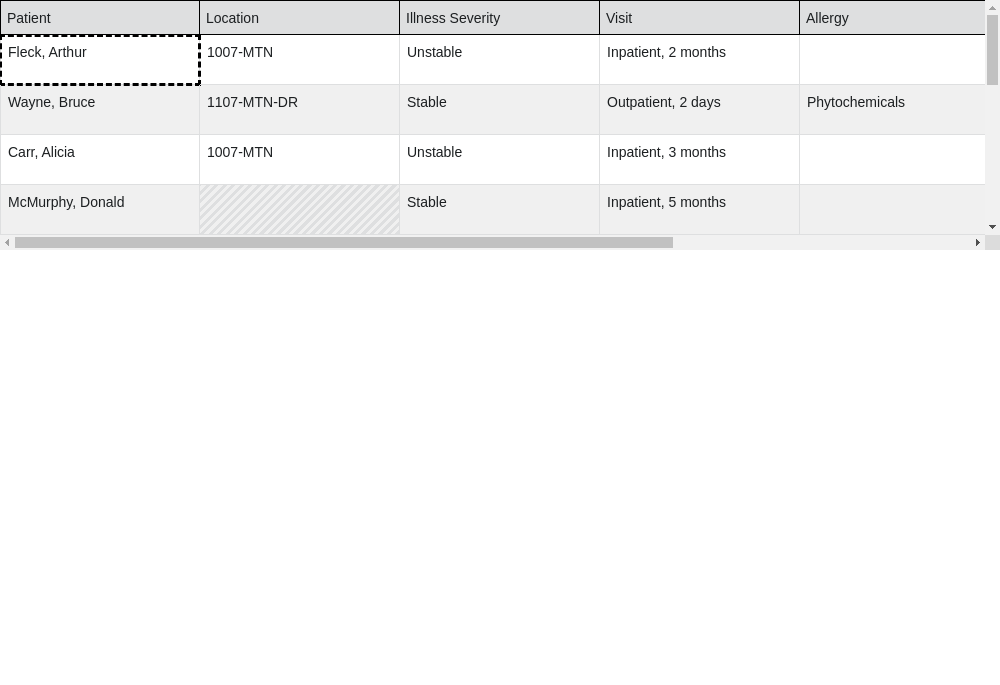 Patient Location Illness Severity Visit Allergy
Fleck, Arthur 1007-MTN Unstable Inpatient, 2 months
Wayne, Bruce 1107-MTN-DR Stable Outpatient, 2 days Phytochemicals
Carr, Alicia 1007-MTN Unstable Inpatient, 3 months
McMurphy, Donald Stable Inpatient, 5 months